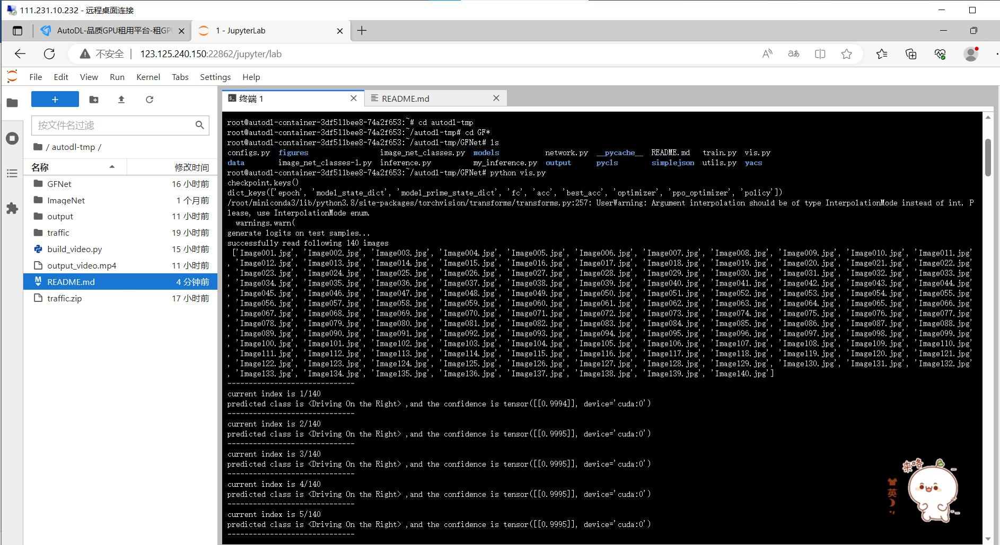 111.231.10.232 - 远程桌面连接
AutoDL-品质GPU租用平台-租GPU
1 - JupyterLab
不安全
123.125.240.150:22862/jupyter/lab
File Edit View Run Kernel Tabs Settings Help
按文件名过滤
/ autodl-tmp /
名称 修改时间
GFNet 16 小时前
ImageNet 1 个月前
output 11 小时前
traffic 19 小时前
build_video.py 15 小时前
output_video.mp4 11 小时前
README.md 4 分钟前
traffic.zip 17 小时前
终端 1
README.md
root@autodl-container-3df511bee8-74a2f653:~# cd autodl-tmp
root@autodl-container-3df511bee8-74a2f653:~/autodl-tmp# cd GF*
root@autodl-container-3df511bee8-74a2f653:~/autodl-tmp/GFNet# ls
configs.py figures image_net_classes.py models network.py __pycache__ README.md train.py vis.py
data image_net_classes-1.py inference.py my_inference.py output pycls simplejson utils.py yacs
root@autodl-container-3df511bee8-74a2f653:~/autodl-tmp/GFNet# python vis.py
checkpoint.keys()
dict_keys(['epoch', 'model_state_dict', 'model_prime_state_dict', 'fc', 'acc', 'best_acc', 'optimizer', 'ppo_optimizer', 'policy'])
/root/miniconda3/lib/python3.8/site-packages/torchvision/transforms/transforms.py:257: UserWarning: Argument interpolation should be of type InterpolationMode instead of int. P
lease, use InterpolationMode enum.
warnings.warn(
generate logits on test samples...
successfully read following 140 images
['Image001.jpg', 'Image002.jpg', 'Image003.jpg', 'Image004.jpg', 'Image005.jpg', 'Image006.jpg', 'Image007.jpg', 'Image008.jpg', 'Image009.jpg', 'Image010.jpg', 'Image011.jpg'
, 'Image012.jpg', 'Image013.jpg', 'Image014.jpg', 'Image015.jpg', 'Image016.jpg', 'Image017.jpg', 'Image018.jpg', 'Image019.jpg', 'Image020.jpg', 'Image021.jpg', 'Image022.jpg'
, 'Image023.jpg', 'Image024.jpg', 'Image025.jpg', 'Image026.jpg', 'Image027.jpg', 'Image028.jpg', 'Image029.jpg', 'Image030.jpg', 'Image031.jpg', 'Image032.jpg', 'Image033.jpg'
, 'Image034.jpg', 'Image035.jpg', 'Image036.jpg', 'Image037.jpg', 'Image038.jpg', 'Image039.jpg', 'Image040.jpg', 'Image041.jpg', 'Image042.jpg', 'Image043.jpg', 'Image044.jpg'
, 'Image045.jpg', 'Image046.jpg', 'Image047.jpg', 'Image048.jpg', 'Image049.jpg', 'Image050.jpg', 'Image051.jpg', 'Image052.jpg', 'Image053.jpg', 'Image054.jpg', 'Image055.jpg'
, 'Image056.jpg', 'Image057.jpg', 'Image058.jpg', 'Image059.jpg', 'Image060.jpg', 'Image061.jpg', 'Image062.jpg', 'Image063.jpg', 'Image064.jpg', 'Image065.jpg', 'Image066.jpg'
, 'Image067.jpg', 'Image068.jpg', 'Image069.jpg', 'Image070.jpg', 'Image071.jpg', 'Image072.jpg', 'Image073.jpg', 'Image074.jpg', 'Image075.jpg', 'Image076.jpg', 'Image077.jpg'
, 'Image078.jpg', 'Image079.jpg', 'Image080.jpg', 'Image081.jpg', 'Image082.jpg', 'Image083.jpg', 'Image084.jpg', 'Image085.jpg', 'Image086.jpg', 'Image087.jpg', 'Image088.jpg'
, 'Image089.jpg', 'Image090.jpg', 'Image091.jpg', 'Image092.jpg', 'Image093.jpg', 'Image094.jpg', 'Image095.jpg', 'Image096.jpg', 'Image097.jpg', 'Image098.jpg', 'Image099.jpg'
, 'Image100.jpg', 'Image101.jpg', 'Image102.jpg', 'Image103.jpg', 'Image104.jpg', 'Image105.jpg', 'Image106.jpg', 'Image107.jpg', 'Image108.jpg', 'Image109.jpg', 'Image110.jpg'
, 'Image111.jpg', 'Image112.jpg', 'Image113.jpg', 'Image114.jpg', 'Image115.jpg', 'Image116.jpg', 'Image117.jpg', 'Image118.jpg', 'Image119.jpg', 'Image120.jpg', 'Image121.jpg'
, 'Image122.jpg', 'Image123.jpg', 'Image124.jpg', 'Image125.jpg', 'Image126.jpg', 'Image127.jpg', 'Image128.jpg', 'Image129.jpg', 'Image130.jpg', 'Image131.jpg', 'Image132.jpg'
, 'Image133.jpg', 'Image134.jpg', 'Image135.jpg', 'Image136.jpg', 'Image137.jpg', 'Image138.jpg', 'Image139.jpg', 'Image140.jpg']
------------------------------
current index is 1/140
predicted class is <Driving On the Right> ,and the confidence is tensor([[0.9994]], device='cuda:0')
------------------------------
current index is 2/140
predicted class is <Driving On the Right> ,and the confidence is tensor([[0.9995]], device='cuda:0')
------------------------------
current index is 3/140
predicted class is <Driving On the Right> ,and the confidence is tensor([[0.9995]], device='cuda:0')
------------------------------
current index is 4/140
predicted class is <Driving On the Right> ,and the confidence is tensor([[0.9995]], device='cuda:0')
------------------------------
current index is 5/140
predicted class is <Driving On the Right> ,and the confidence is tensor([[0.9995]], device='cuda:0')
------------------------------
来咯
英